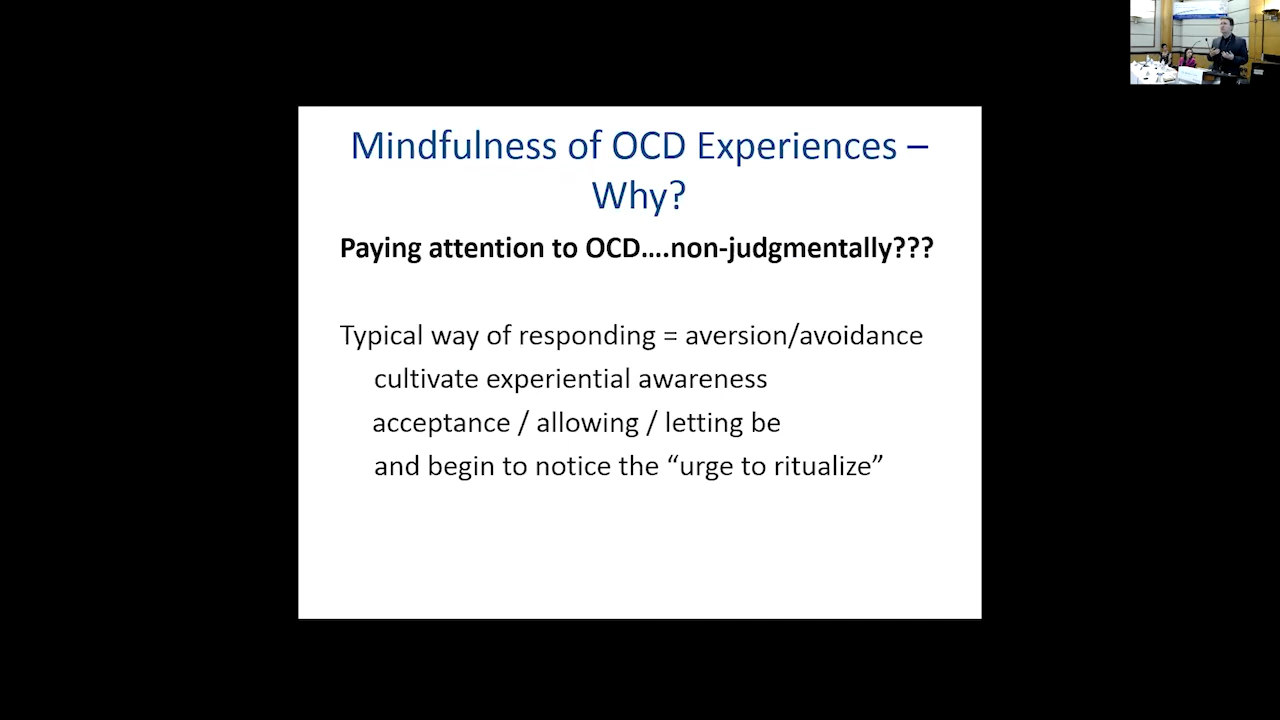 Mindfulness of OCD Experiences –
Why?
Paying attention to OCD....non-judgmentally???
Typical way of responding = aversion/avoidance
cultivate experiential awareness
acceptance / allowing / letting be
and begin to notice the “urge to ritualize”